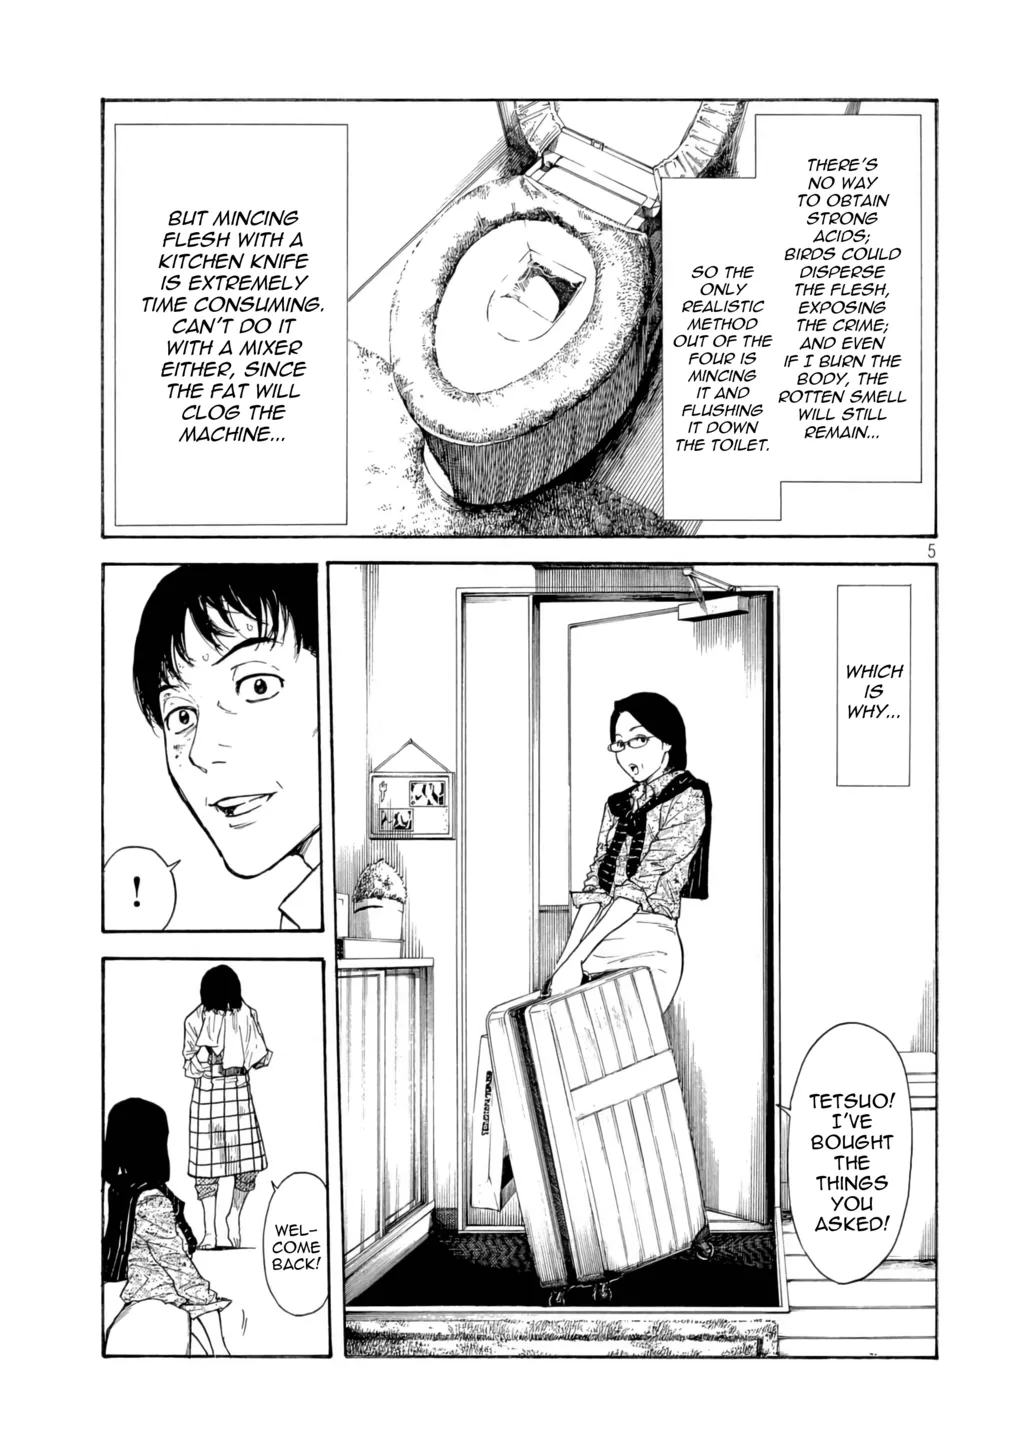 THERE'S
NO WAY
TO OBTAIN
STRONG
ACIDS;
BIRDS COULD
DISPERSE
THE FLESH,
EXPOSING
THE CRIME;
AND EVEN
IF I BURN THE
BODY, THE
ROTTEN SMELL
WILL STILL
REMAIN...
SO THE
ONLY
REALISTIC
METHOD
OUT OF THE
FOUR IS
MINCING
IT AND
FLUSHING
IT DOWN
THE TOILET.
BUT MINCING
FLESH WITH A
KITCHEN KNIFE
IS EXTREMELY
TIME CONSUMING.
CAN'T DO IT
WITH A MIXER
EITHER, SINCE
THE FAT WILL
CLOG THE
MACHINE...
5
WHICH
IS
WHY...
TETSUO!
I'VE
BOUGHT
THE
THINGS
YOU
ASKED!
!
WEL-
COME
BACK!